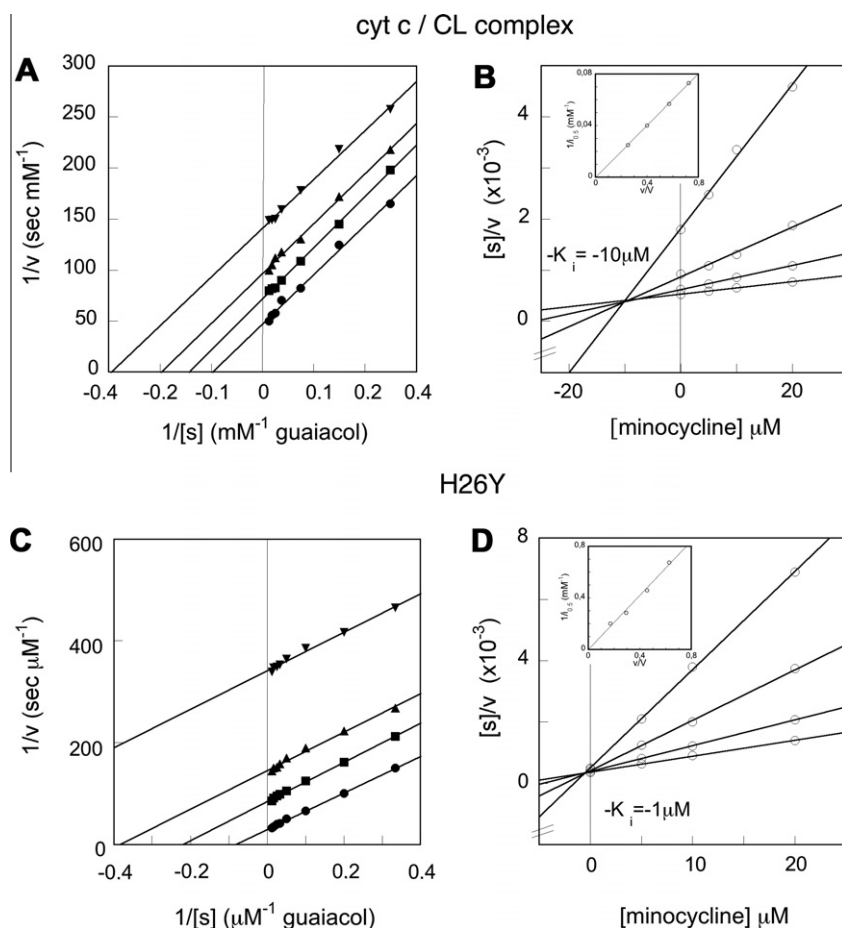 cyt c / CL complex
A
300
250
200
150
100
50
0
1/v (sec mM⁻¹)
-0.4 -0.3 -0.2 -0.1 0 0.1 0.2 0.3 0.4
1/[s] (mM⁻¹ guaiacol)
B
4
2
0
[s]/v (x10⁻³)
0,08
0,04
0
1/i₀.₅ (mM⁻¹)
0 0,4 0,8
v/V
-Kᵢ = -10μM
-20 -10 0 10 20
[minocycline] μM
H26Y
C
600
400
200
0
1/v (sec μM⁻¹)
-0.4 -0.2 0 0.2 0.4
1/[s] (μM⁻¹ guaiacol)
D
8
6
4
2
0
[s]/v (x10⁻³)
0,8
0,4
0
1/i₀.₅ (mM⁻¹)
0 0,4 0,8
v/V
-Kᵢ =-1μM
0 10 20
[minocycline] μM